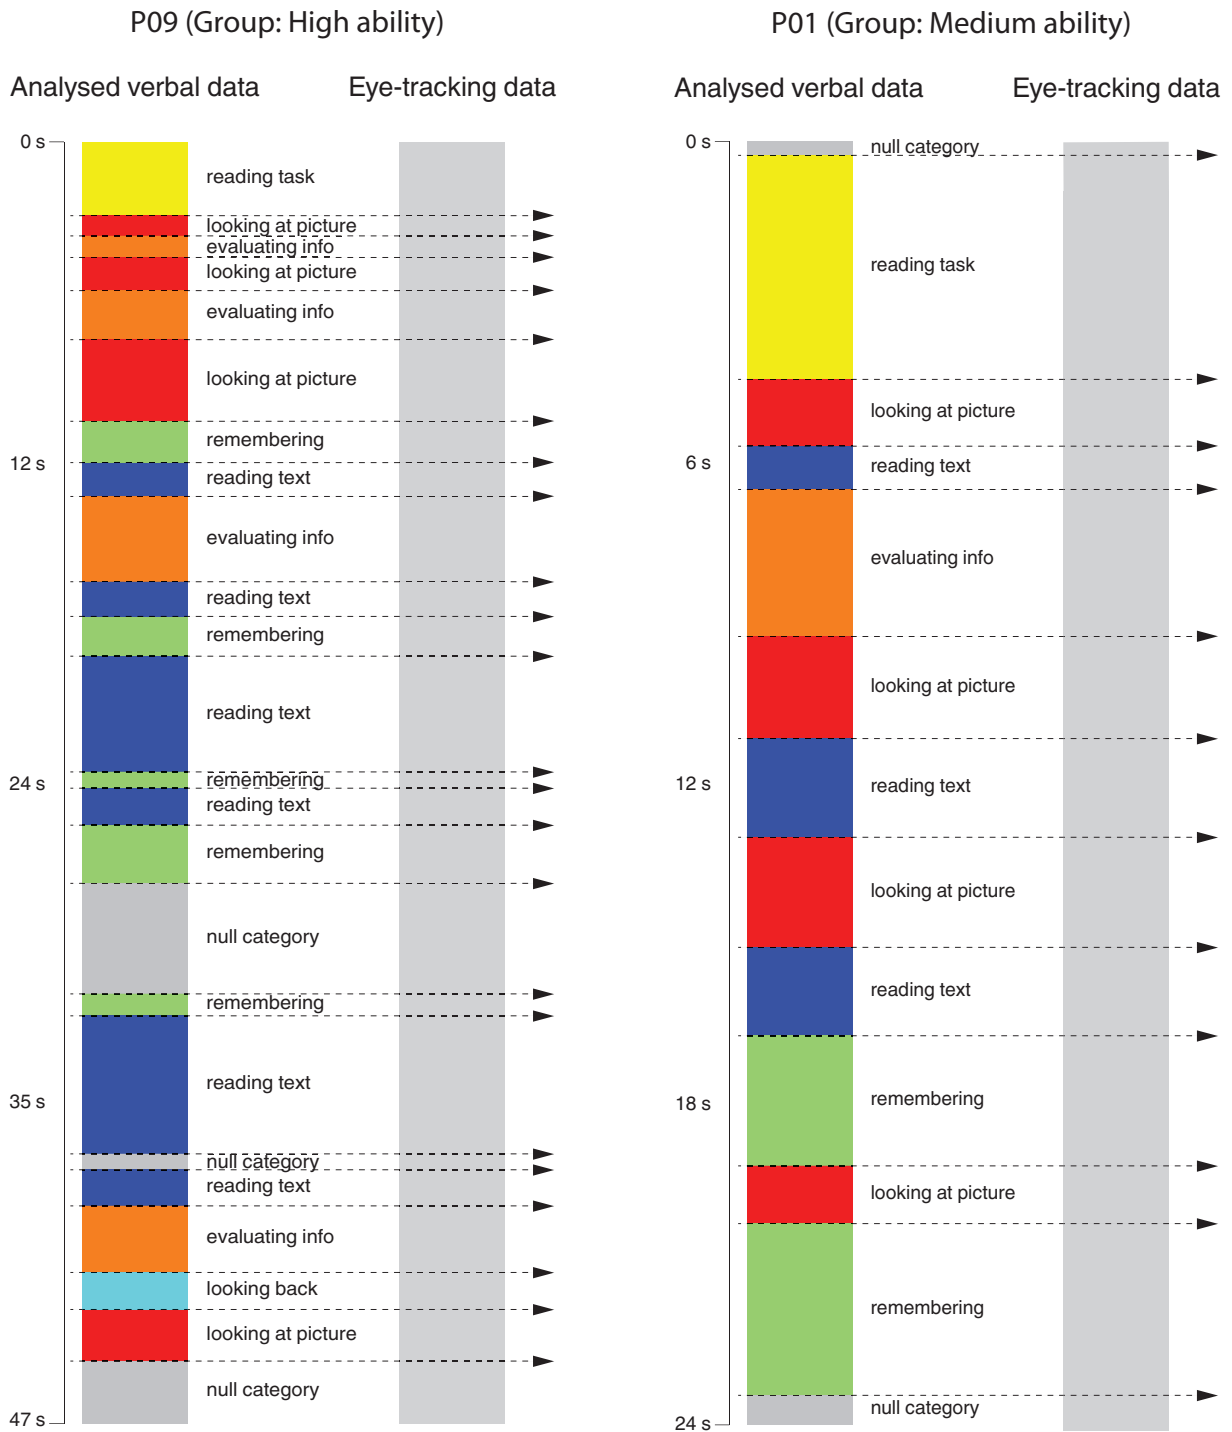 P09 (Group: High ability)
Analysed verbal data
Eye-tracking data
0 s
reading task
looking at picture
evaluating info
looking at picture
evaluating info
looking at picture
remembering
12 s
reading text
evaluating info
reading text
remembering
reading text
remembering
24 s
reading text
remembering
null category
remembering
reading text
35 s
null category
reading text
evaluating info
looking back
looking at picture
null category
47 s
P01 (Group: Medium ability)
Analysed verbal data
Eye-tracking data
0 s
null category
reading task
looking at picture
6 s
reading text
evaluating info
looking at picture
12 s
reading text
looking at picture
reading text
18 s
remembering
looking at picture
remembering
null category
24 s